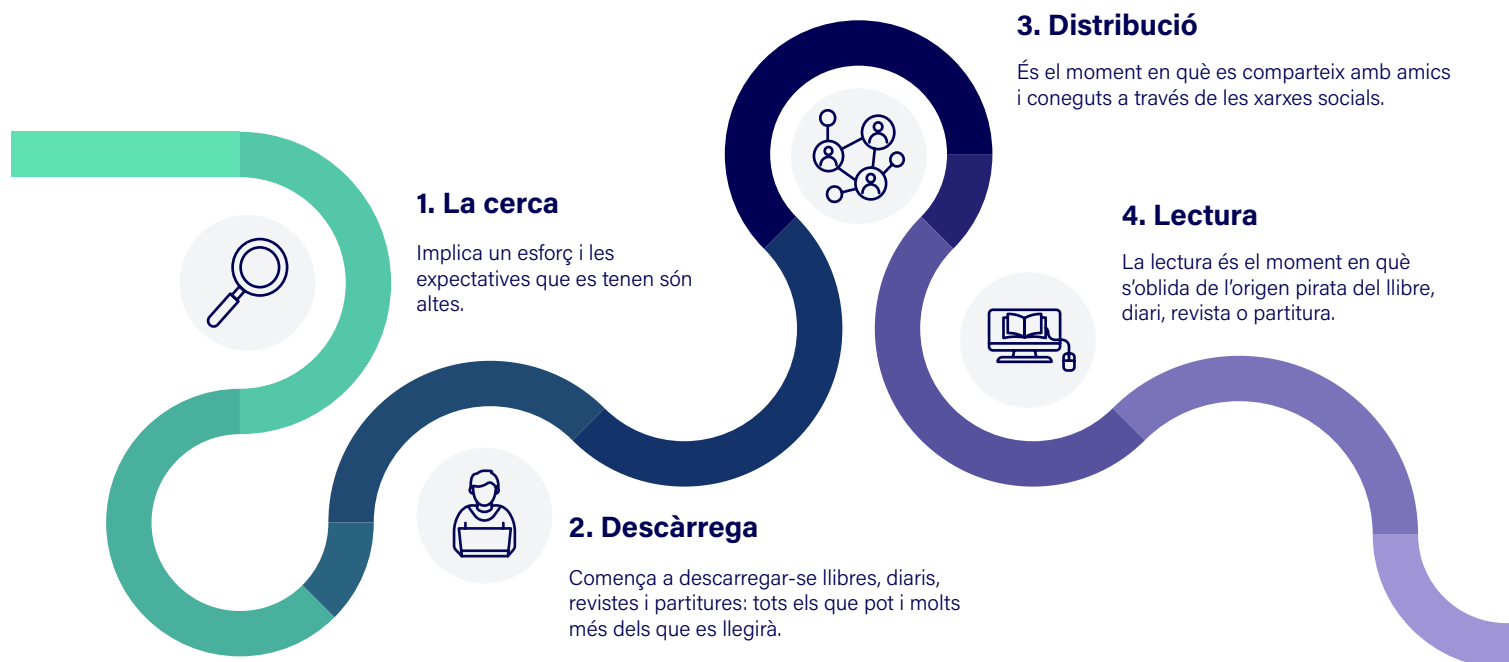 1. La cerca
Implica un esforç i les
expectatives que es tenen són
altes.
2. Descàrrega
Comença a descarregar-se llibres, diaris,
revistes i partitures: tots els que pot i molts
més dels que es llegirà.
3. Distribució
És el moment en què es comparteix amb amics
i coneguts a través de les xarxes socials.
4. Lectura
La lectura és el moment en què
s’oblida de l’origen pirata del llibre,
diari, revista o partitura.